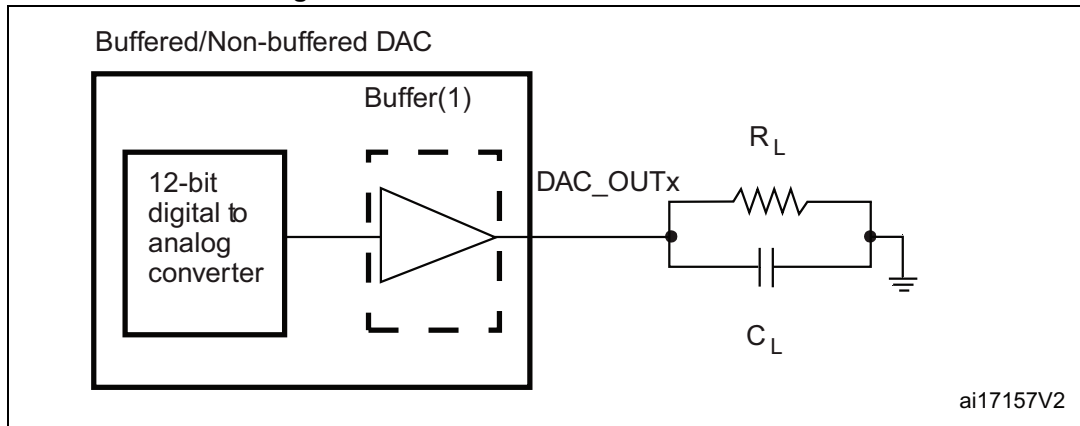 Buffered/Non-buffered DAC
Buffer(1)
12-bit
digital to
analog
converter
DAC_OUTx
R L
C L
ai17157V2